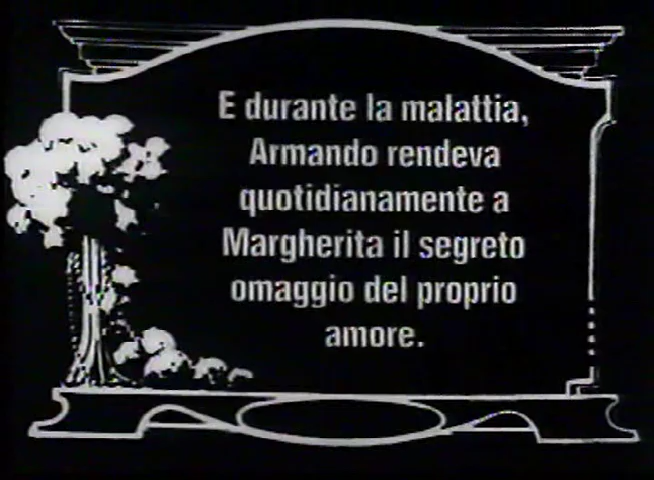 E durante la malattia,
Armando rendeva
quotidianamente a
Margherita il segreto
omaggio del proprio
amore.